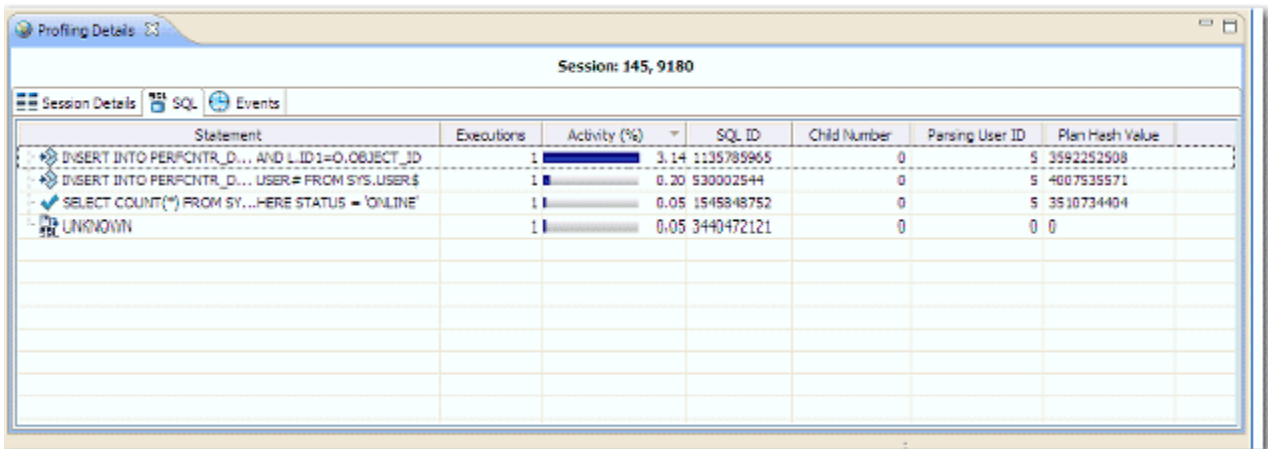 Profiling Details
Session: 145, 9180
Session Details SQL Events
Statement Executions Activity (%) SQL ID Child Number Parsing User ID Plan Hash Value
INSERT INTO PERFCNTR_D... AND L.ID1=O.OBJECT_ID 1 3.14 1135785965 0 5 3592252508
INSERT INTO PERFCNTR_D... USER# FROM SYS.USER$ 1 0.20 530002544 0 5 4007535571
SELECT COUNT(*) FROM SY...HERE STATUS = 'ONLINE' 1 0.05 1545848752 0 5 3510734404
UNKNOWN 1 0.05 3440472121 0 0 0